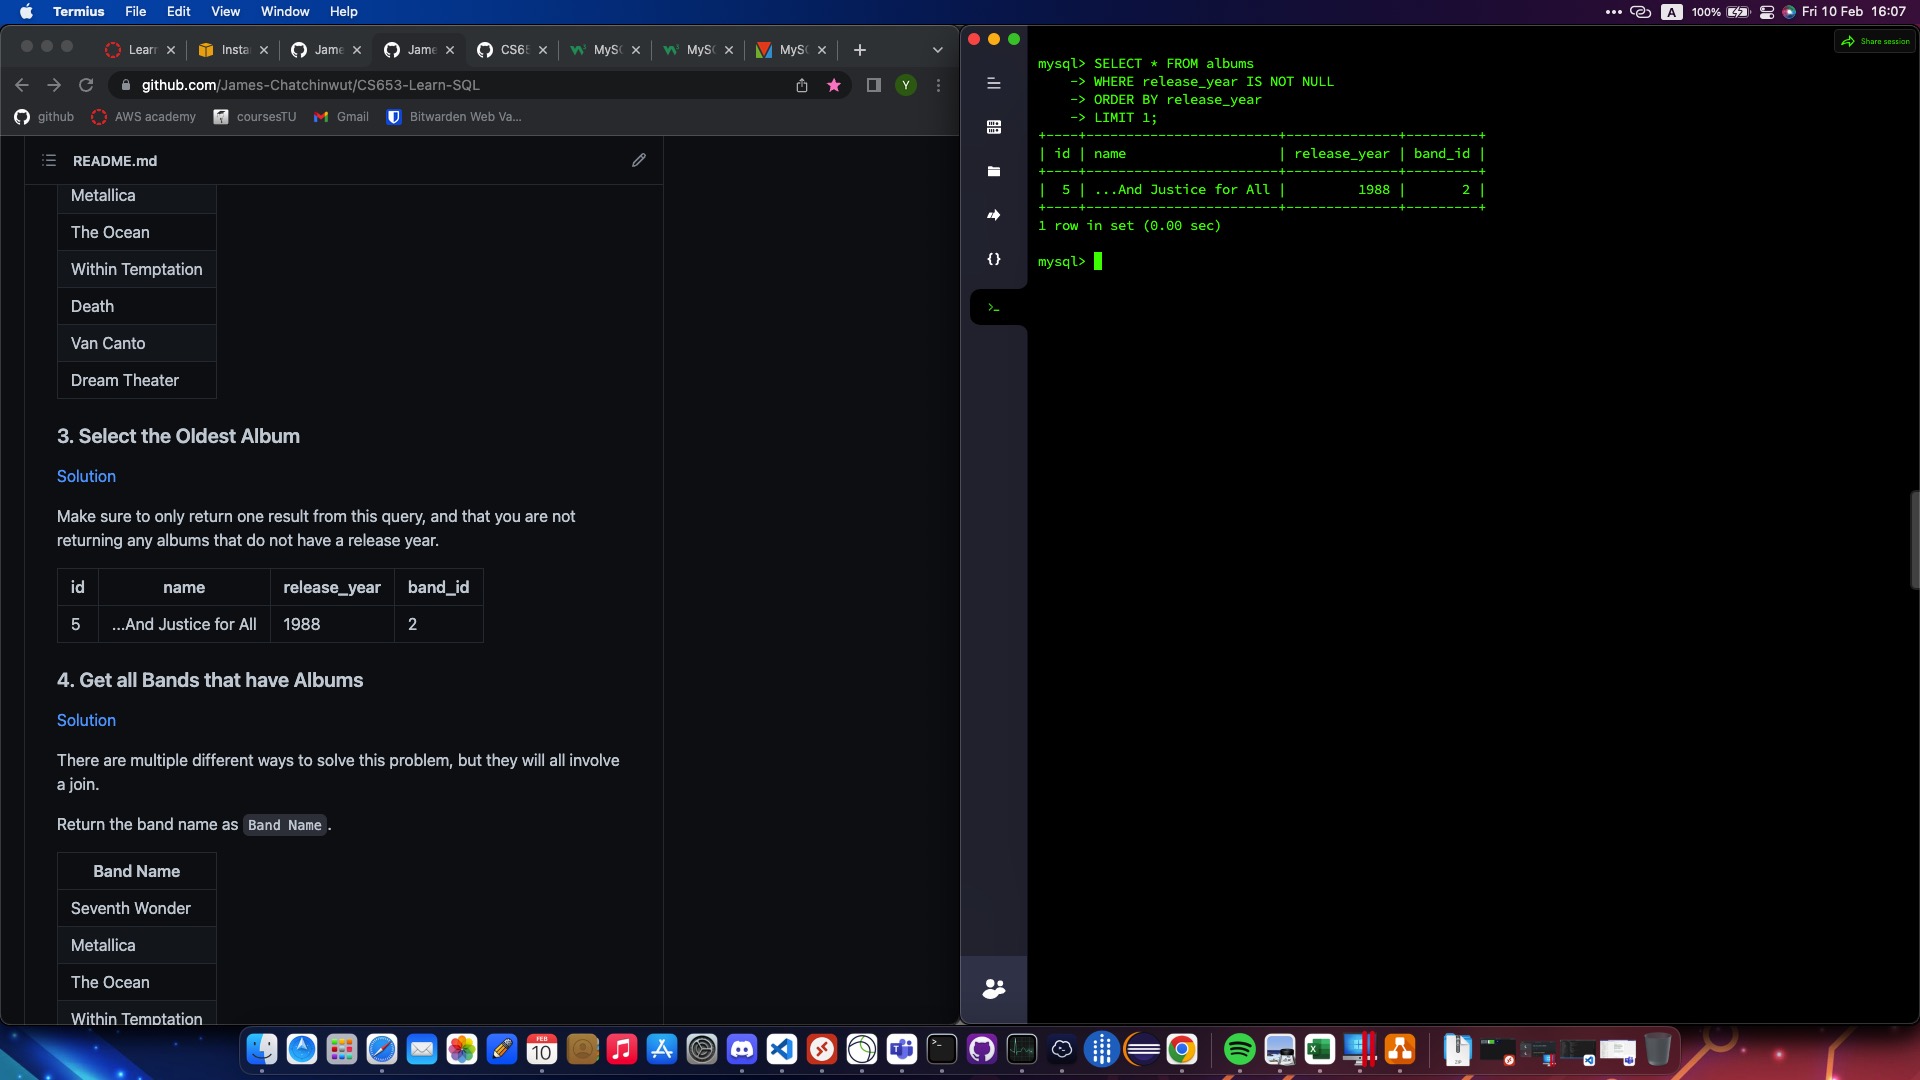 Termius File Edit View Window Help
A 100% Fri 10 Feb 16:07
Learn Insta Jame Jame CS65 MySQ MySQ MySQ
github.com/James-Chatchinwut/CS653-Learn-SQL
Y
github AWS academy coursesTU Gmail Bitwarden Web Va...
README.md
Metallica
The Ocean
Within Temptation
Death
Van Canto
Dream Theater
3. Select the Oldest Album
Solution
Make sure to only return one result from this query, and that you are not
returning any albums that do not have a release year.
id name release_year band_id
5 ...And Justice for All 1988 2
4. Get all Bands that have Albums
Solution
There are multiple different ways to solve this problem, but they will all involve
a join.
Return the band name as Band Name.
Band Name
Seventh Wonder
Metallica
The Ocean
Within Temptation
Share session
mysql> SELECT * FROM albums
-> WHERE release_year IS NOT NULL
-> ORDER BY release_year
-> LIMIT 1;
+----+------------------------+--------------+---------+
| id | name | release_year | band_id |
+----+------------------------+--------------+---------+
| 5 | ...And Justice for All | 1988 | 2 |
+----+------------------------+--------------+---------+
1 row in set (0.00 sec)
mysql>
FEB
10